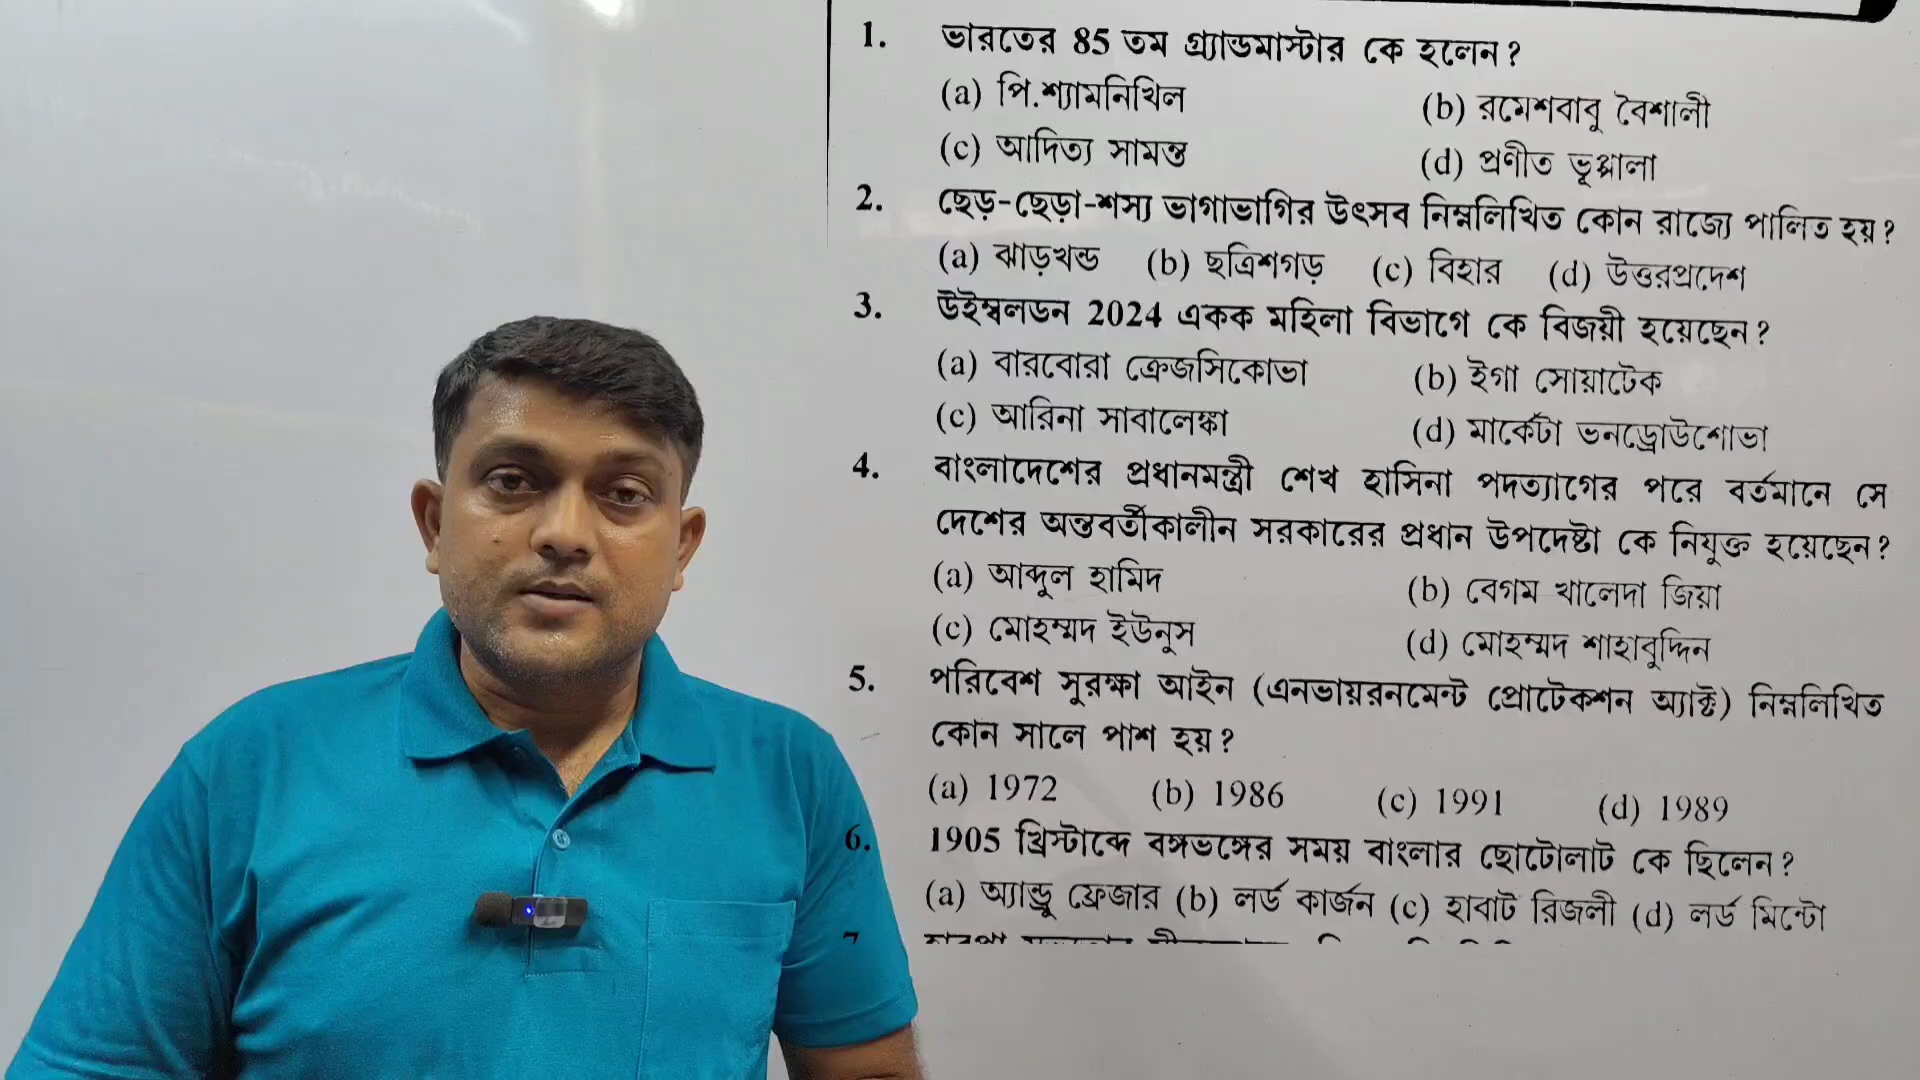 1. ভারতের 85 তম গ্র্যান্ডমাস্টার কে হলেন?
(a) পি.শ্যামনিখিল (b) রমেশবাবু বৈশালী
(c) আদিত্য সামন্ত (d) প্রণীত ভূপ্পালা
2. ছেড়-ছেড়া-শস্য ভাগাভাগির উৎসব নিম্নলিখিত কোন রাজ্যে পালিত হয়?
(a) ঝাড়খন্ড (b) ছত্রিশগড় (c) বিহার (d) উত্তরপ্রদেশ
3. উইম্বলডন 2024 একক মহিলা বিভাগে কে বিজয়ী হয়েছেন?
(a) বারবোরা ক্রেজসিকোভা (b) ইগা সোয়াটেক
(c) আরিনা সাবালেঙ্কা (d) মার্কেটা ভনড্রোউশোভা
4. বাংলাদেশের প্রধানমন্ত্রী শেখ হাসিনা পদত্যাগের পরে বর্তমানে সে
দেশের অন্তবর্তীকালীন সরকারের প্রধান উপদেষ্টা কে নিযুক্ত হয়েছেন?
(a) আব্দুল হামিদ (b) বেগম খালেদা জিয়া
(c) মোহম্মদ ইউনুস (d) মোহম্মদ শাহাবুদ্দিন
5. পরিবেশ সুরক্ষা আইন (এনভায়রনমেন্ট প্রোটেকশন অ্যাক্ট) নিম্নলিখিত
কোন সালে পাশ হয়?
(a) 1972 (b) 1986 (c) 1991 (d) 1989
6. 1905 খ্রিস্টাব্দে বঙ্গভঙ্গের সময় বাংলার ছোটোলাট কে ছিলেন?
(a) অ্যান্ড্রু ফ্রেজার (b) লর্ড কার্জন (c) হাবাট রিজলী (d) লর্ড মিন্টো